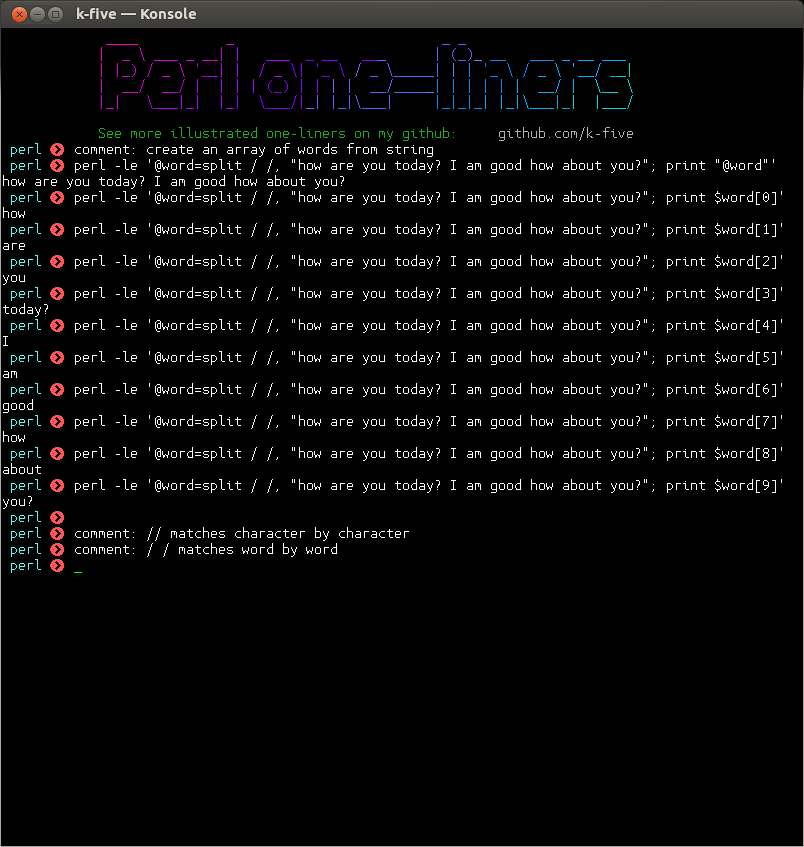 k-five — Konsole
Perl one-liners
See more illustrated one-liners on my github: github.com/k-five
perl comment: create an array of words from string
perl perl -le '@word=split / /, "how are you today? I am good how about you?"; print "@word"'
how are you today? I am good how about you?
perl perl -le '@word=split / /, "how are you today? I am good how about you?"; print $word[0]'
how
perl perl -le '@word=split / /, "how are you today? I am good how about you?"; print $word[1]'
are
perl perl -le '@word=split / /, "how are you today? I am good how about you?"; print $word[2]'
you
perl perl -le '@word=split / /, "how are you today? I am good how about you?"; print $word[3]'
today?
perl perl -le '@word=split / /, "how are you today? I am good how about you?"; print $word[4]'
I
perl perl -le '@word=split / /, "how are you today? I am good how about you?"; print $word[5]'
am
perl perl -le '@word=split / /, "how are you today? I am good how about you?"; print $word[6]'
good
perl perl -le '@word=split / /, "how are you today? I am good how about you?"; print $word[7]'
how
perl perl -le '@word=split / /, "how are you today? I am good how about you?"; print $word[8]'
about
perl perl -le '@word=split / /, "how are you today? I am good how about you?"; print $word[9]'
you?
perl
perl comment: // matches character by character
perl comment: / / matches word by word
perl _